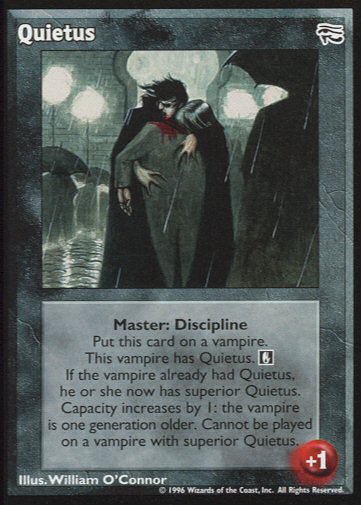 Quietus
Master: Discipline
Put this card on a vampire.
This vampire has Quietus.
If the vampire already had Quietus,
he or she now has superior Quietus.
Capacity increases by 1: the vampire
is one generation older. Cannot be played
on a vampire with superior Quietus.
+1
Illus. William O'Connor
© 1996 Wizards of the Coast, Inc. All Rights Reserved.